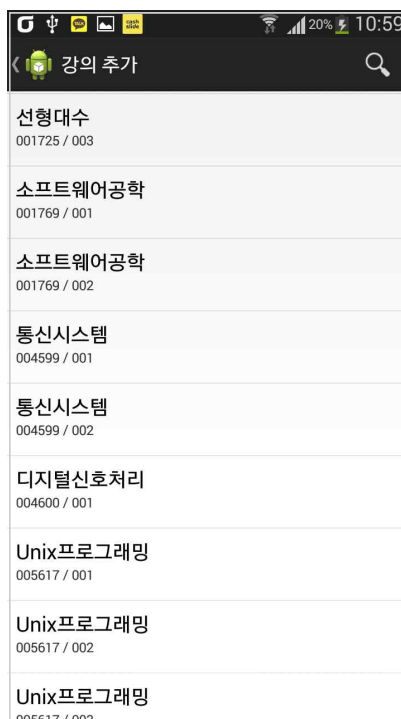 cash slide
20% 10:59
강의 추가
선형대수
001725 / 003
소프트웨어공학
001769 / 001
소프트웨어공학
001769 / 002
통신시스템
004599 / 001
통신시스템
004599 / 002
디지털신호처리
004600 / 001
Unix프로그래밍
005617 / 001
Unix프로그래밍
005617 / 002
Unix프로그래밍